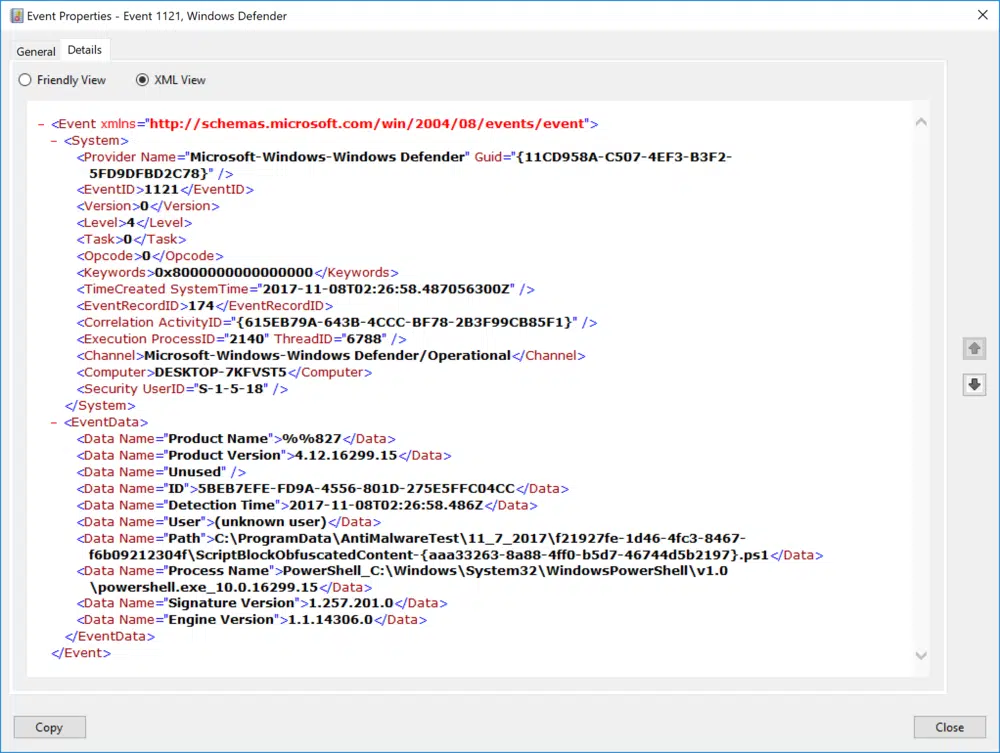 Event Properties - Event 1121, Windows Defender
General
Details
Friendly View
XML View
- <Event xmlns="http://schemas.microsoft.com/win/2004/08/events/event">
- <System>
<Provider Name="Microsoft-Windows-Windows Defender" Guid="{11CD958A-C507-4EF3-B3F2-
5FD9DFBD2C78}" />
<EventID>1121</EventID>
<Version>0</Version>
<Level>4</Level>
<Task>0</Task>
<Opcode>0</Opcode>
<Keywords>0x8000000000000000</Keywords>
<TimeCreated SystemTime="2017-11-08T02:26:58.487056300Z" />
<EventRecordID>174</EventRecordID>
<Correlation ActivityID="{615EB79A-643B-4CCC-BF78-2B3F99CB85F1}" />
<Execution ProcessID="2140" ThreadID="6788" />
<Channel>Microsoft-Windows-Windows Defender/Operational</Channel>
<Computer>DESKTOP-7KFVST5</Computer>
<Security UserID="S-1-5-18" />
</System>
- <EventData>
<Data Name="Product Name">%%827</Data>
<Data Name="Product Version">4.12.16299.15</Data>
<Data Name="Unused" />
<Data Name="ID">5BEB7EFE-FD9A-4556-801D-275E5FFC04CC</Data>
<Data Name="Detection Time">2017-11-08T02:26:58.486Z</Data>
<Data Name="User">(unknown user)</Data>
<Data Name="Path">C:\ProgramData\AntiMalwareTest\11_7_2017\f21927fe-1d46-4fc3-8467-
f6b09212304f\ScriptBlockObfuscatedContent-{aaa33263-8a88-4ff0-b5d7-46744d5b2197}.ps1</Data>
<Data Name="Process Name">PowerShell_C:\Windows\System32\WindowsPowerShell\v1.0
\powershell.exe_10.0.16299.15</Data>
<Data Name="Signature Version">1.257.201.0</Data>
<Data Name="Engine Version">1.1.14306.0</Data>
</EventData>
</Event>
Copy
Close